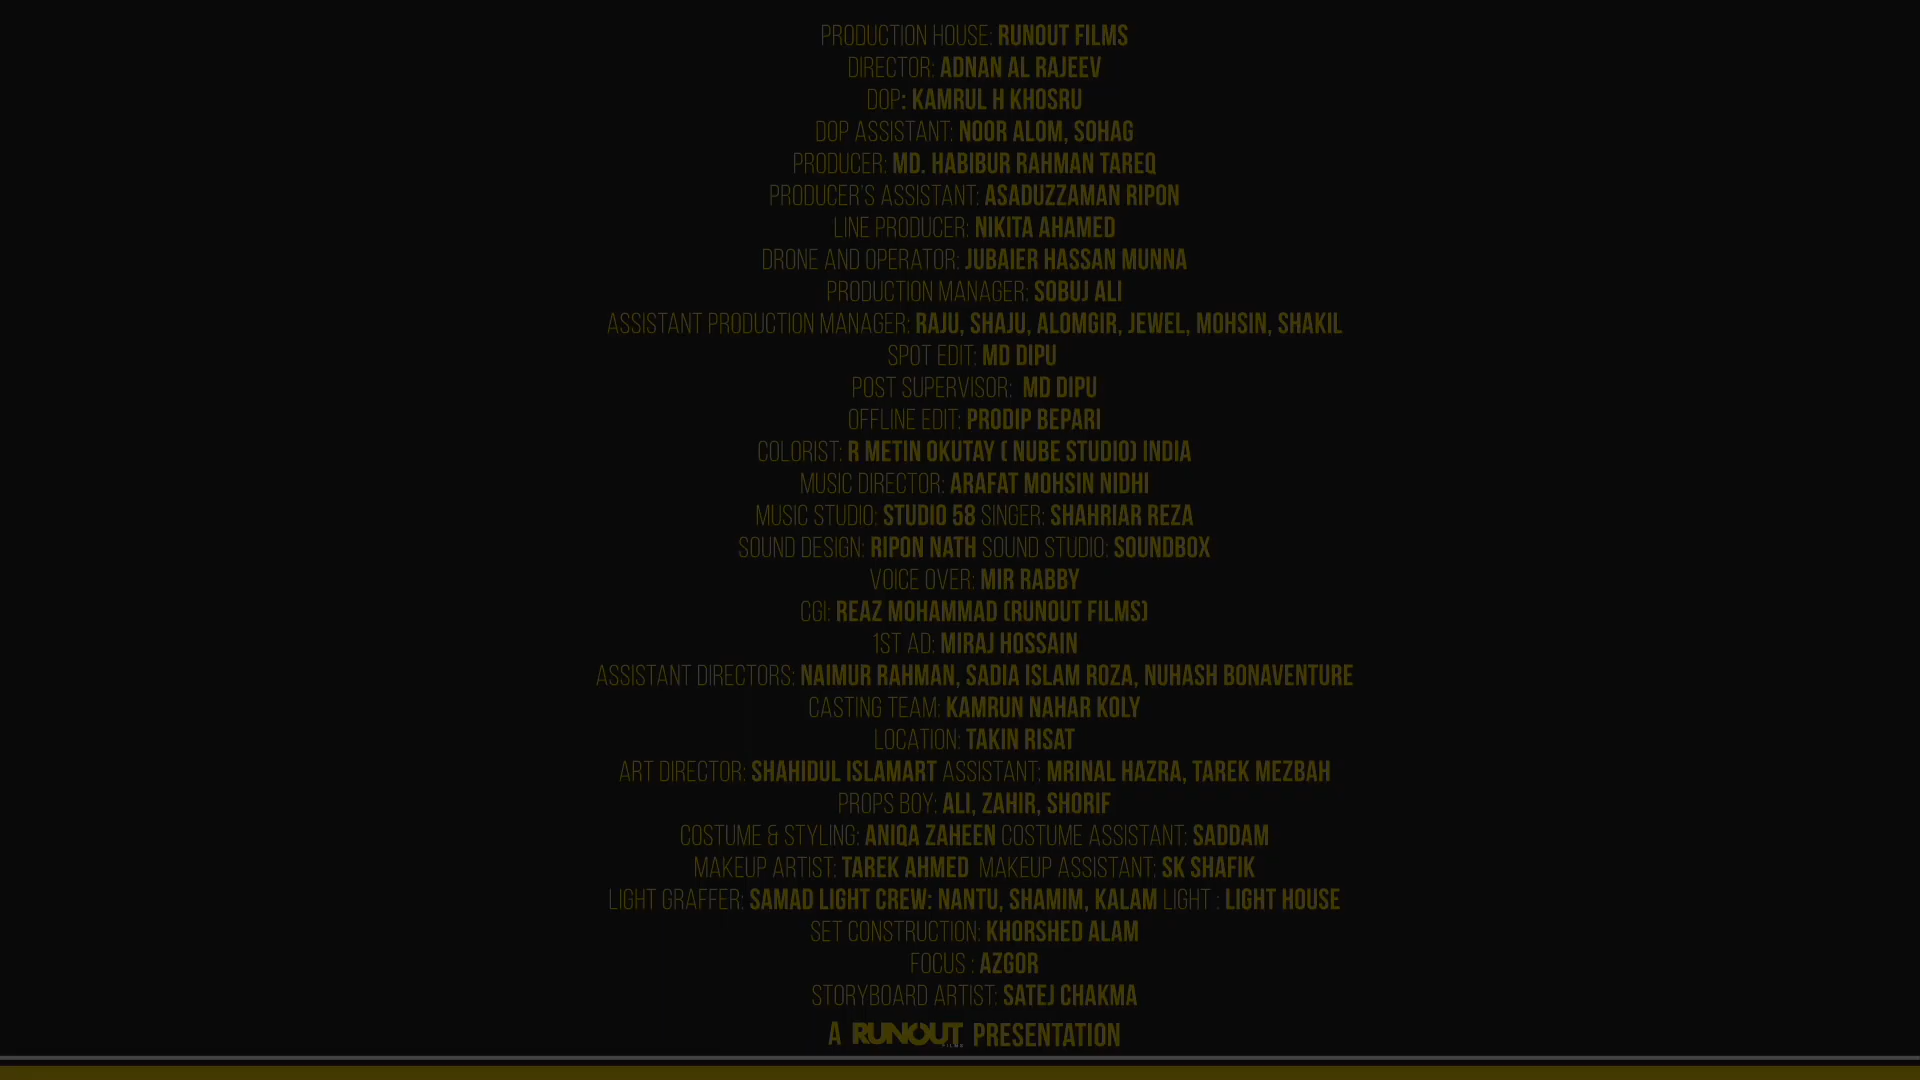 PRODUCTION HOUSE: RUNOUT FILMS
DIRECTOR: ADNAN AL RAJEEV
DOP: KAMRUL H KHOSRU
DOP ASSISTANT: NOOR ALOM, SOHAG
PRODUCER: MD. HABIBUR RAHMAN TAREQ
PRODUCER'S ASSISTANT: ASADUZZAMAN RIPON
LINE PRODUCER: NIKITA AHAMED
DRONE AND OPERATOR: JUBAIER HASSAN MUNNA
PRODUCTION MANAGER: SOBUJ ALI
ASSISTANT PRODUCTION MANAGER: RAJU, SHAJU, ALOMGIR, JEWEL, MOHSIN, SHAKIL
SPOT EDIT: MD DIPU
POST SUPERVISOR: MD DIPU
OFFLINE EDIT: PRODIP BEPARI
COLORIST: R METIN OKUTAY ( NUBE STUDIO) INDIA
MUSIC DIRECTOR: ARAFAT MOHSIN NIDHI
MUSIC STUDIO: STUDIO 58 SINGER: SHAHRIAR REZA
SOUND DESIGN: RIPON NATH SOUND STUDIO: SOUNDBOX
VOICE OVER: MIR RABBY
CGI: REAZ MOHAMMAD (RUNOUT FILMS)
1ST AD: MIRAJ HOSSAIN
ASSISTANT DIRECTORS: NAIMUR RAHMAN, SADIA ISLAM ROZA, NUHASH BONAVENTURE
CASTING TEAM: KAMRUN NAHAR KOLY
LOCATION: TAKIN RISAT
ART DIRECTOR: SHAHIDUL ISLAMART ASSISTANT: MRINAL HAZRA, TAREK MEZBAH
PROPS BOY: ALI, ZAHIR, SHORIF
COSTUME & STYLING: ANIQA ZAHEEN COSTUME ASSISTANT: SADDAM
MAKEUP ARTIST: TAREK AHMED MAKEUP ASSISTANT: SK SHAFIK
LIGHT GRAFFER: SAMAD LIGHT CREW: NANTU, SHAMIM, KALAM LIGHT : LIGHT HOUSE
SET CONSTRUCTION: KHORSHED ALAM
FOCUS : AZGOR
STORYBOARD ARTIST: SATEJ CHAKMA
A RUNOUT FILMS PRESENTATION